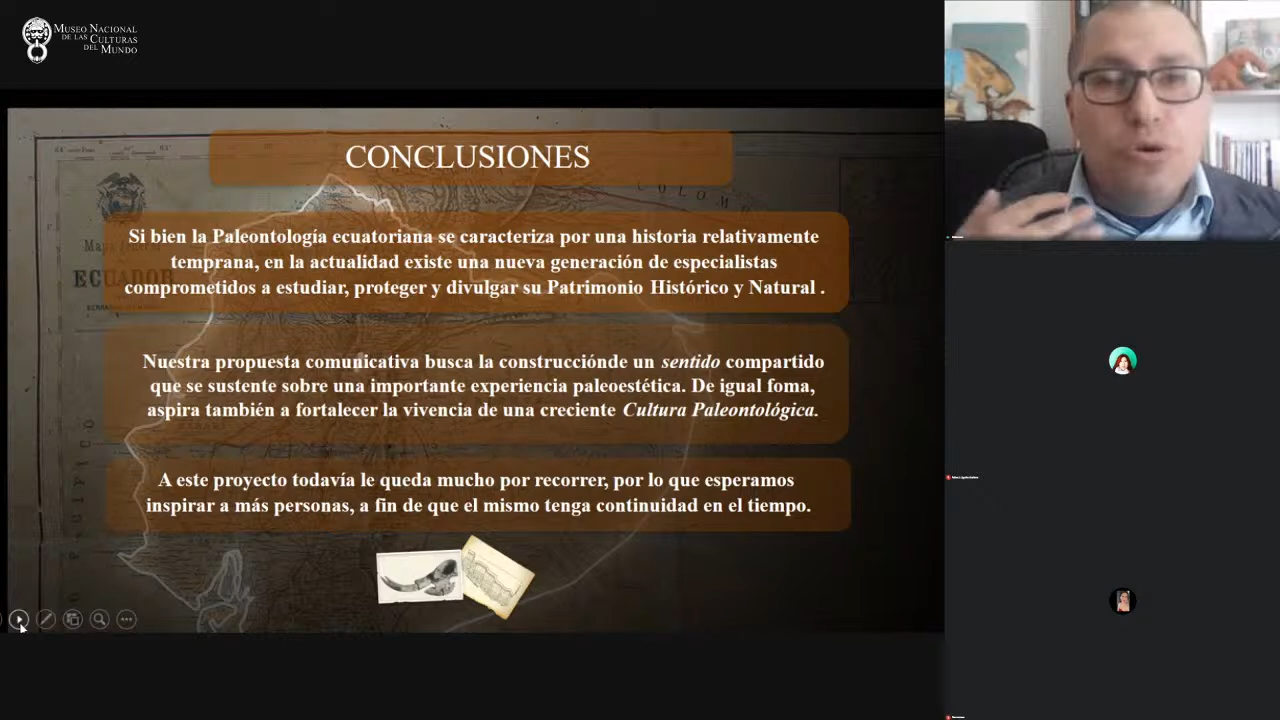 MUSEO NACIONAL
DE LAS CULTURAS
DEL MUNDO
CONCLUSIONES
Si bien la Paleontología ecuatoriana se caracteriza por una historia relativamente
temprana, en la actualidad existe una nueva generación de especialistas
comprometidos a estudiar, proteger y divulgar su Patrimonio Histórico y Natural .
ECUADOR
Nuestra propuesta comunicativa busca la construcciónde un sentido compartido
que se sustente sobre una importante experiencia paleoestética. De igual foma,
aspira también a fortalecer la vivencia de una creciente Cultura Paleontológica.
A este proyecto todavía le queda mucho por recorrer, por lo que esperamos
inspirar a más personas, a fin de que el mismo tenga continuidad en el tiempo.